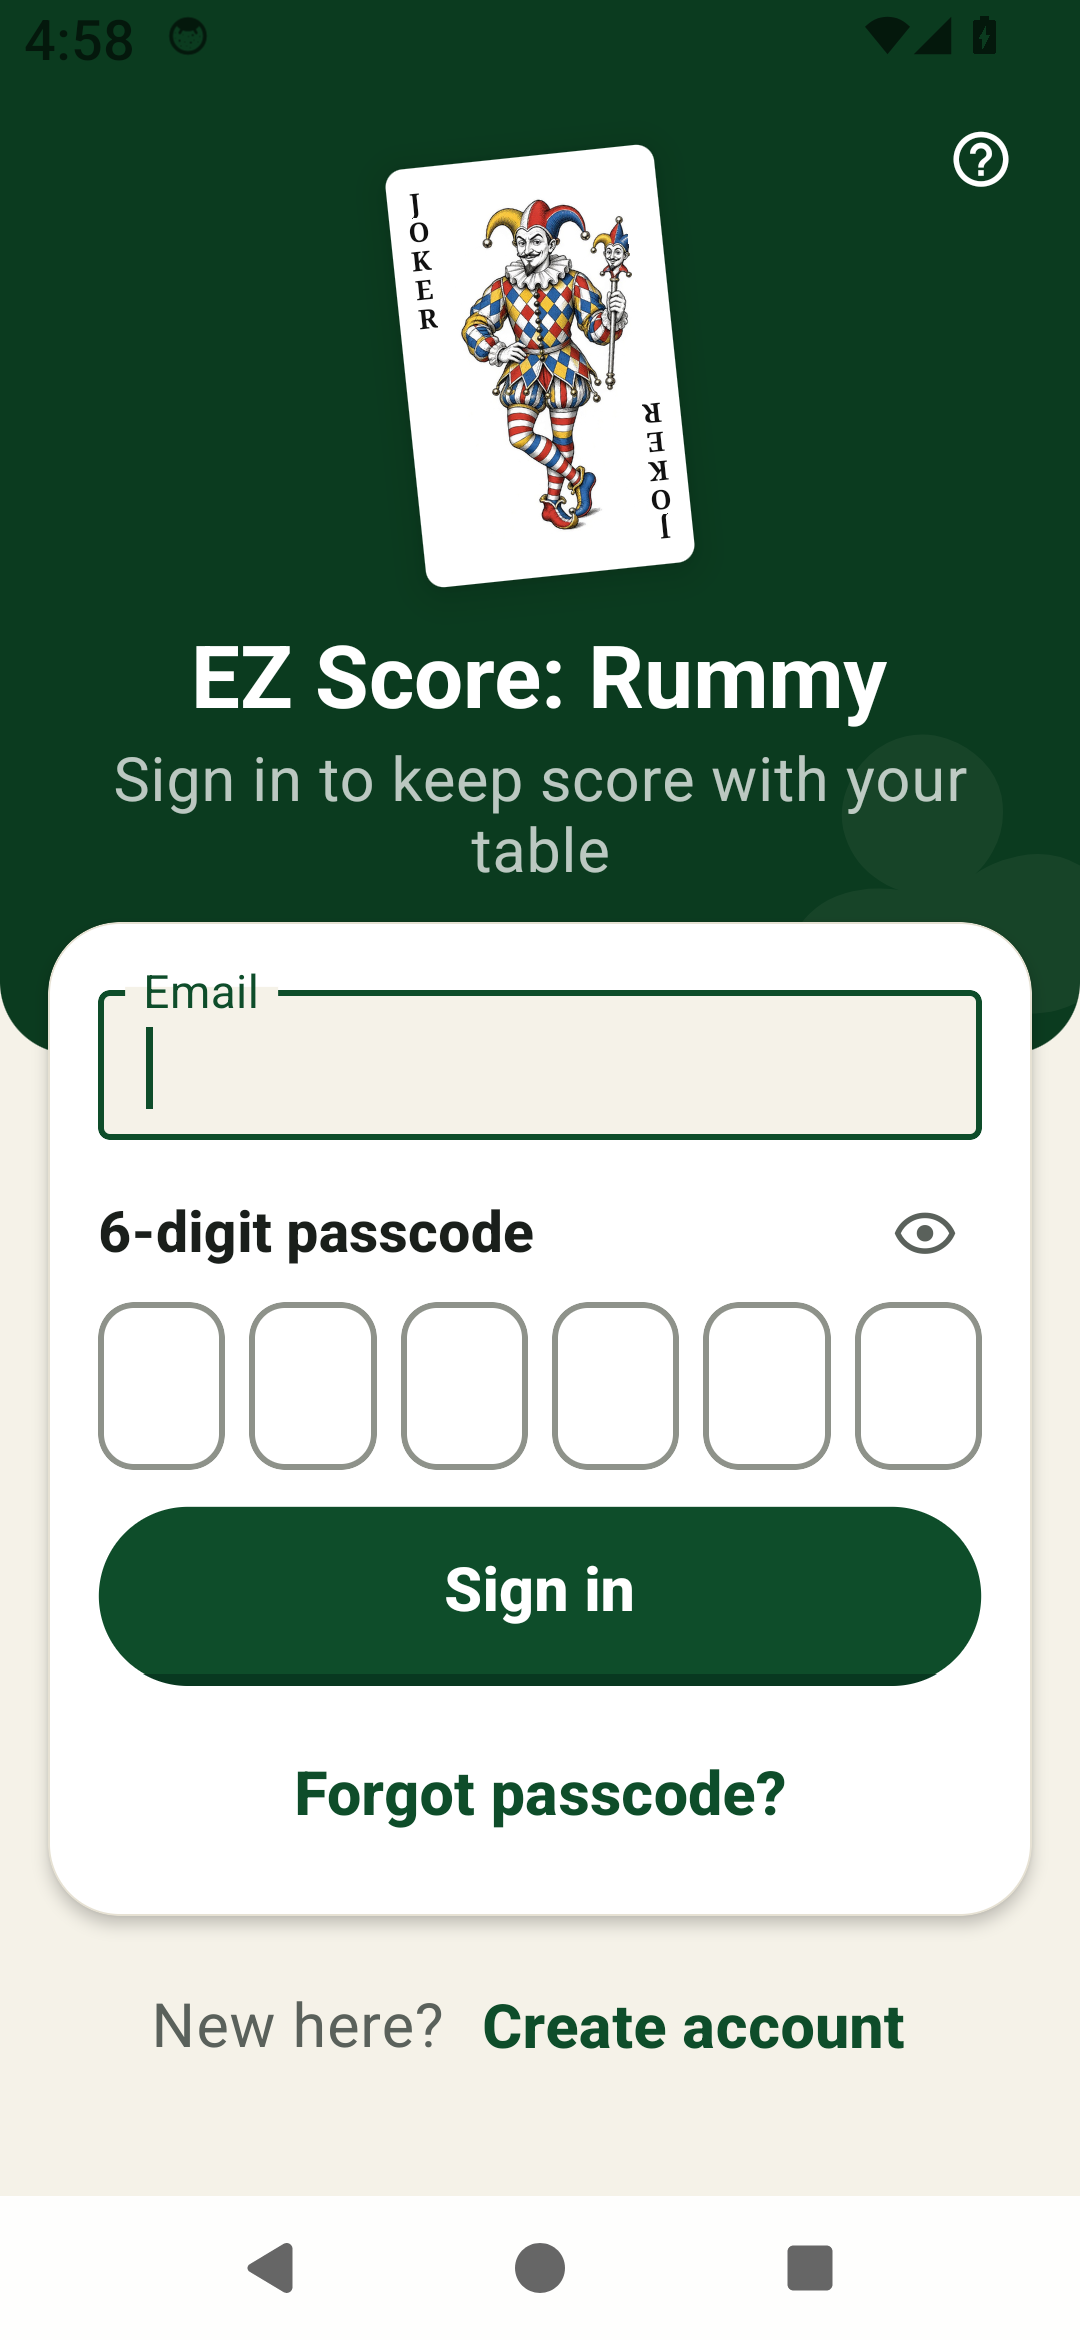 4:58
JOKER
JOKER
EZ Score: Rummy
Sign in to keep score with your
table
Email
6-digit passcode
Sign in
Forgot passcode?
New here? Create account